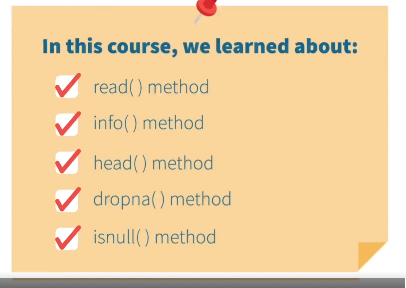 In this course, we learned about:
read( ) method
info( ) method
head( ) method
dropna( ) method
isnull( ) method